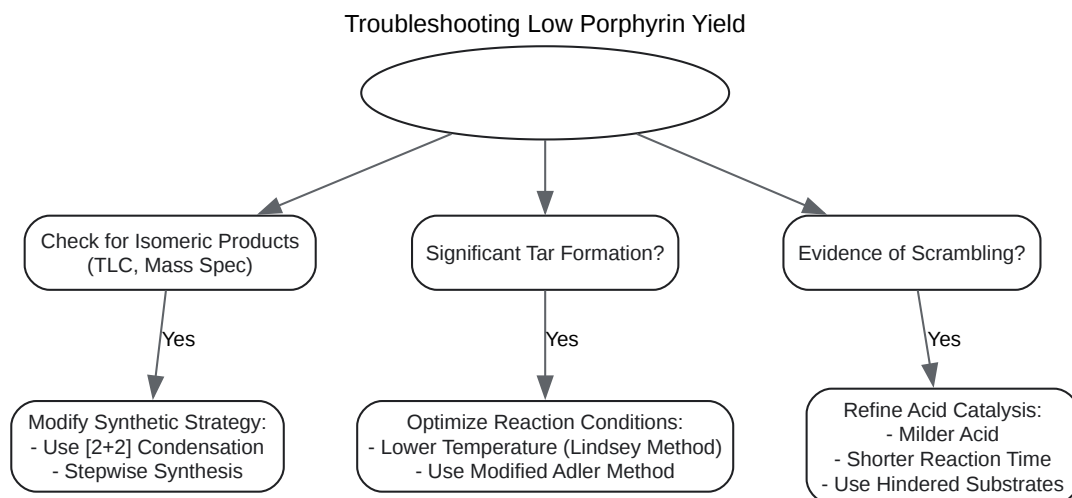 Troubleshooting Low Porphyrin Yield
Check for Isomeric Products
(TLC, Mass Spec)
Significant Tar Formation?
Evidence of Scrambling?
Yes
Yes
Yes
Modify Synthetic Strategy:
- Use [2+2] Condensation
- Stepwise Synthesis
Optimize Reaction Conditions:
- Lower Temperature (Lindsey Method)
- Use Modified Adler Method
Refine Acid Catalysis:
- Milder Acid
- Shorter Reaction Time
- Use Hindered Substrates